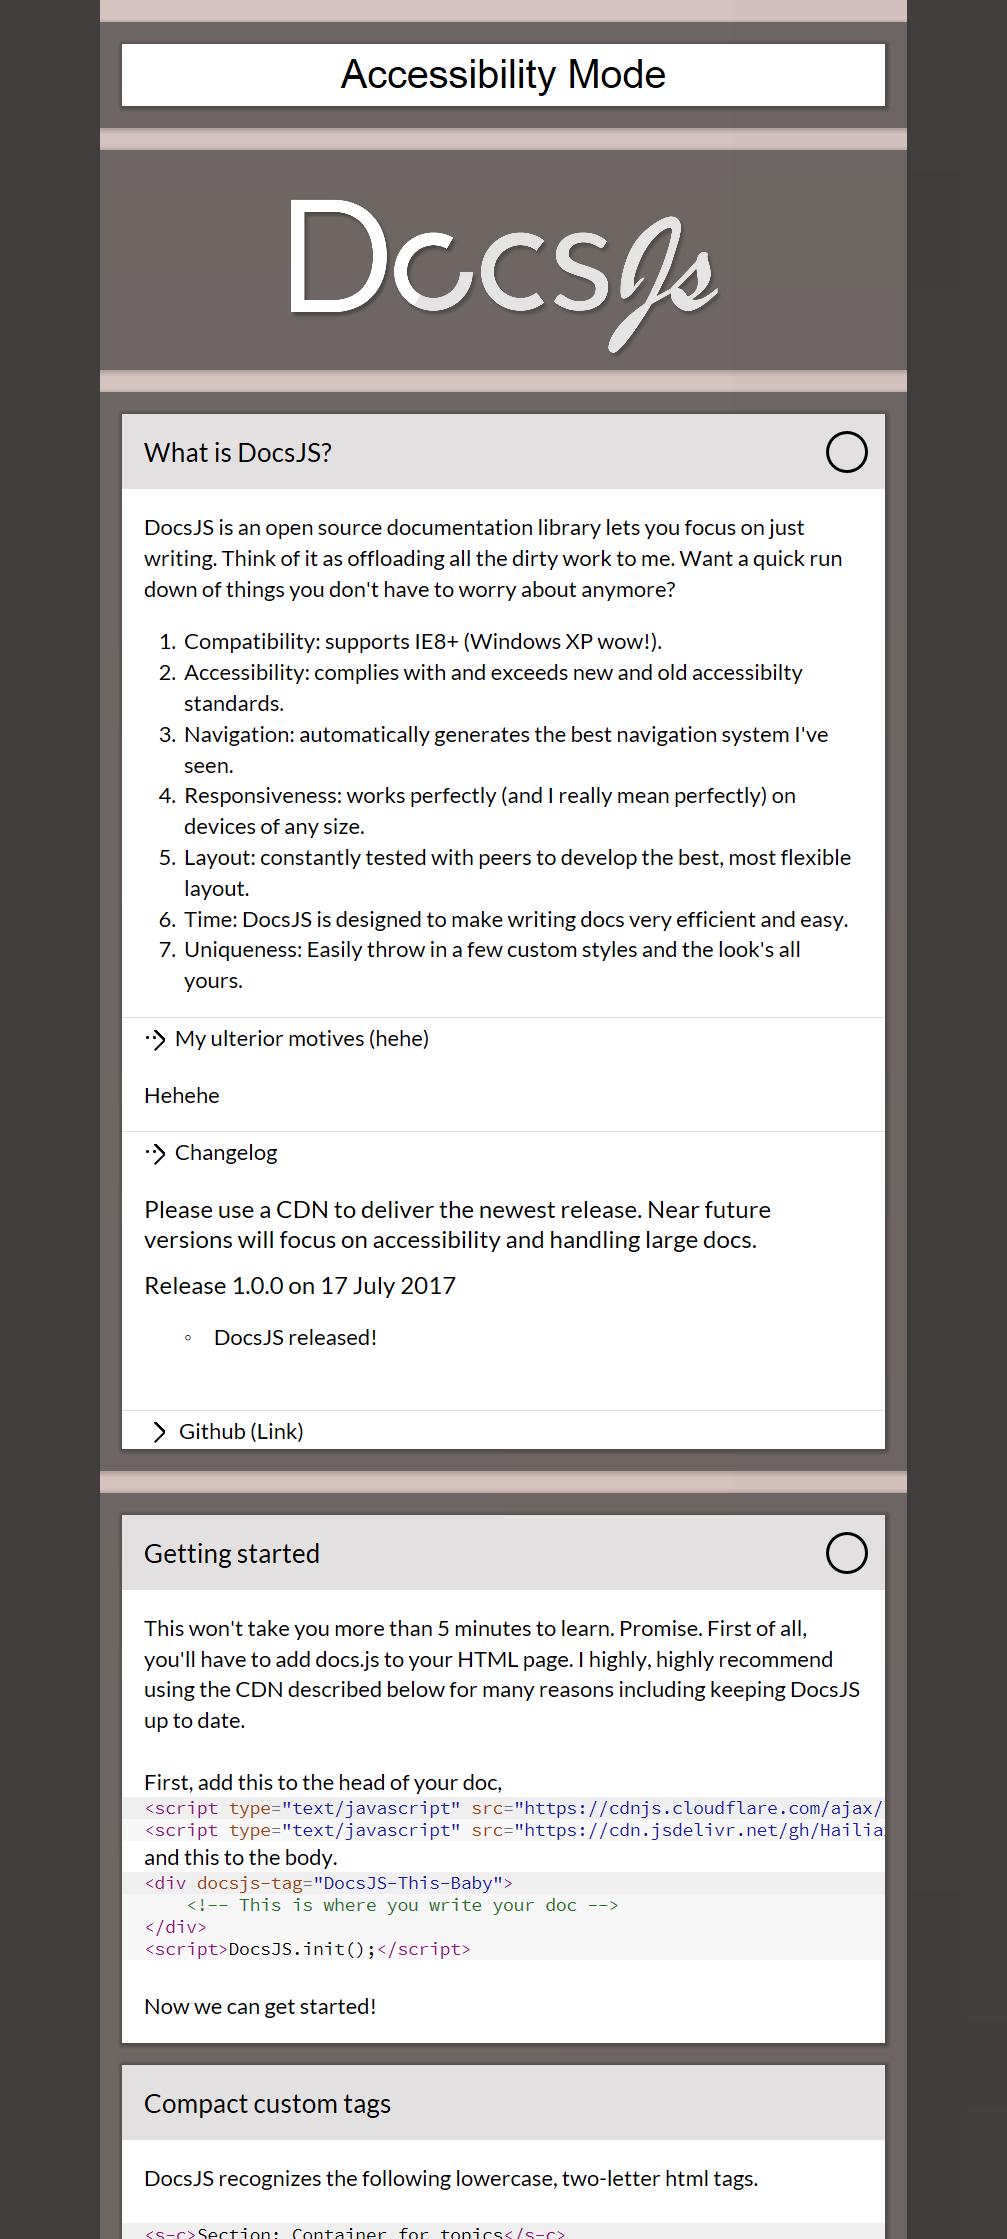 Accessibility Mode
DocsJs
What is DocsJS?
DocsJS is an open source documentation library lets you focus on just
writing. Think of it as offloading all the dirty work to me. Want a quick run
down of things you don't have to worry about anymore?
1. Compatibility: supports IE8+ (Windows XP wow!).
2. Accessibility: complies with and exceeds new and old accessibilty
standards.
3. Navigation: automatically generates the best navigation system I've
seen.
4. Responsiveness: works perfectly (and I really mean perfectly) on
devices of any size.
5. Layout: constantly tested with peers to develop the best, most flexible
layout.
6. Time: DocsJS is designed to make writing docs very efficient and easy.
7. Uniqueness: Easily throw in a few custom styles and the look's all
yours.
My ulterior motives (hehe)
Hehehe
Changelog
Please use a CDN to deliver the newest release. Near future
versions will focus on accessibility and handling large docs.
Release 1.0.0 on 17 July 2017
◦ DocsJS released!
Github (Link)
Getting started
This won't take you more than 5 minutes to learn. Promise. First of all,
you'll have to add docs.js to your HTML page. I highly, highly recommend
using the CDN described below for many reasons including keeping DocsJS
up to date.
First, add this to the head of your doc,
<script type="text/javascript" src="https://cdnjs.cloudflare.com/ajax/
<script type="text/javascript" src="https://cdn.jsdelivr.net/gh/Hailia
and this to the body.
<div docsjs-tag="DocsJS-This-Baby">
<!-- This is where you write your doc -->
</div>
<script>DocsJS.init();</script>
Now we can get started!
Compact custom tags
DocsJS recognizes the following lowercase, two-letter html tags.
<s-c>Section: Container for topics</s-c>